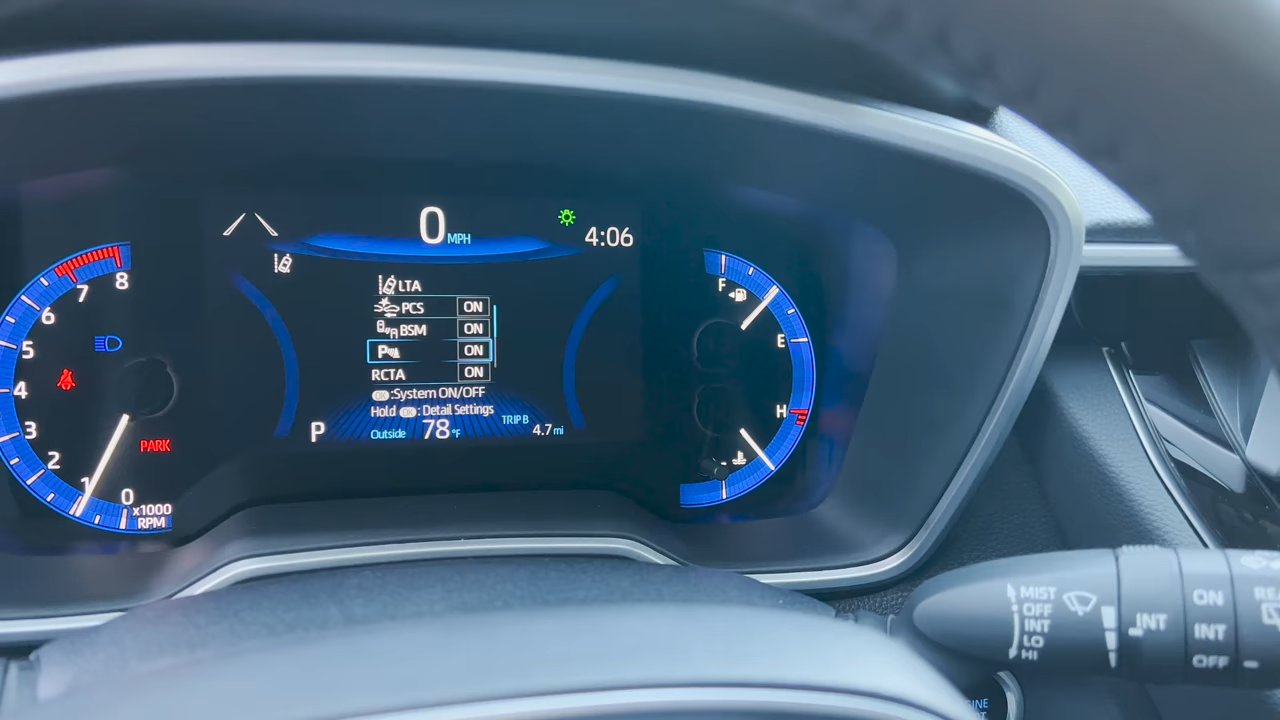 0 MPH
4:06
LTA
PCS ON
BSM ON
P ON
RCTA ON
OK :System ON/OFF
Hold OK : Detail Settings
P
Outside 78 °F
TRIP B
4.7 mi
8
7
6
5
4
3
2
1
0
x1000
RPM
PARK
F
E
H
MIST
OFF
INT
LO
HI
INT
ON
INT
OFF